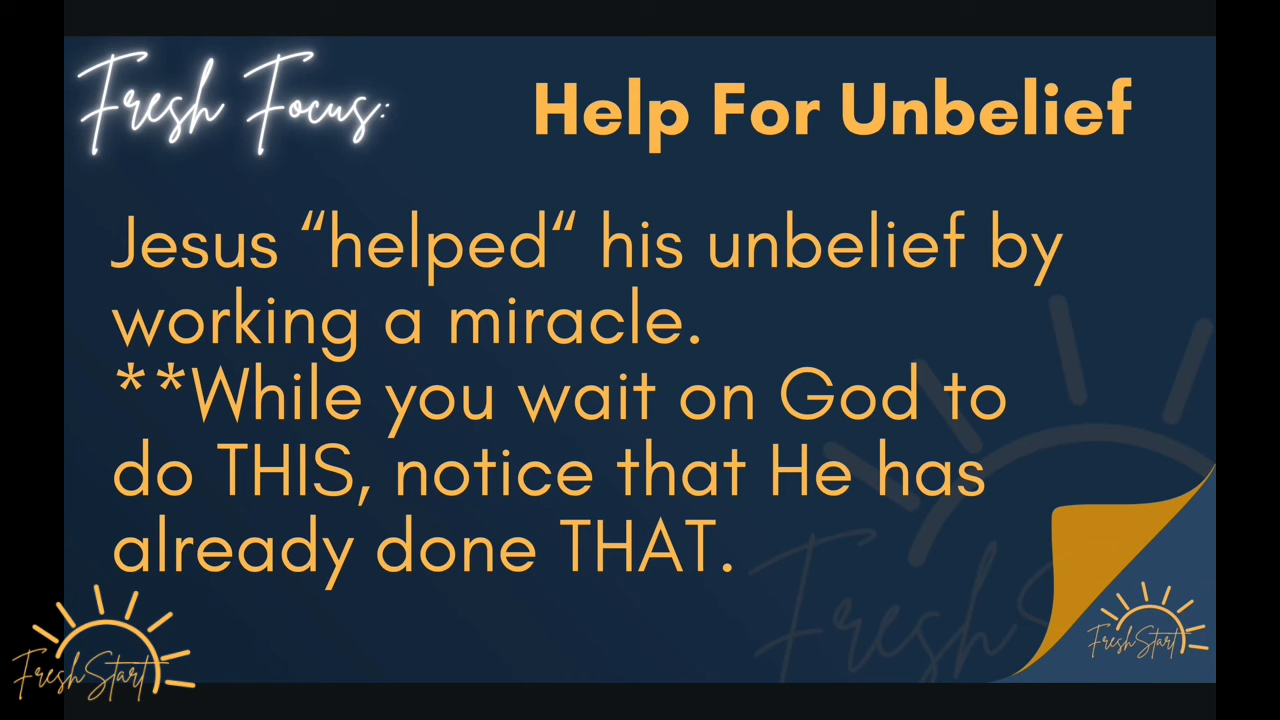 Fresh Focus:
Help For Unbelief
Jesus “helped“ his unbelief by
working a miracle.
**While you wait on God to
do THIS, notice that He has
already done THAT.
FreshStart
FreshStart
FreshS